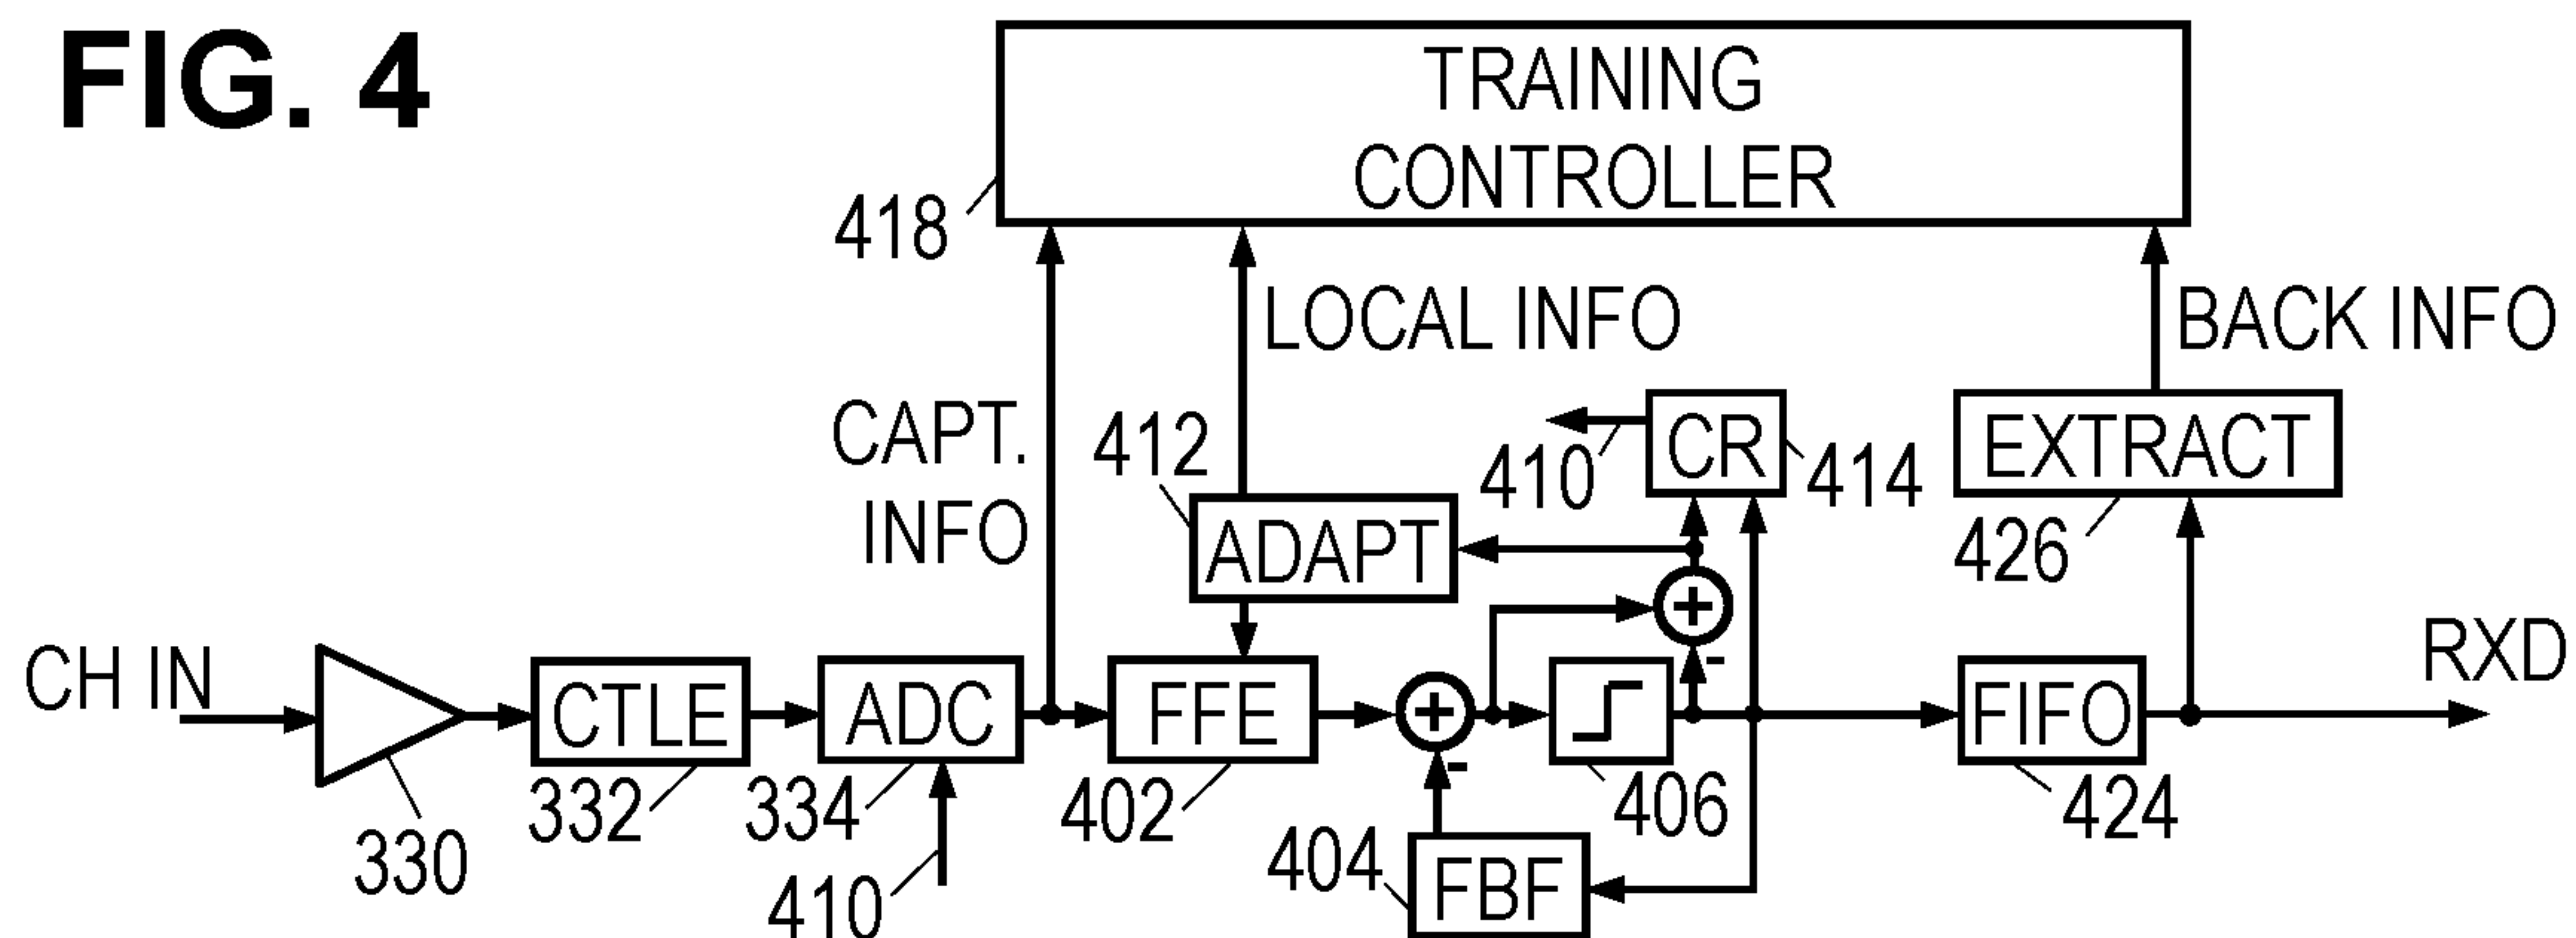 FIG. 4
TRAINING
CONTROLLER
418
LOCAL INFO
BACK INFO
CAPT.
INFO
412
410
CR
414
EXTRACT
426
ADAPT
+
-
CH IN
RXD
CTLE
ADC
FFE
+
-
FIFO
330
332
334
402
406
424
410
404
FBF